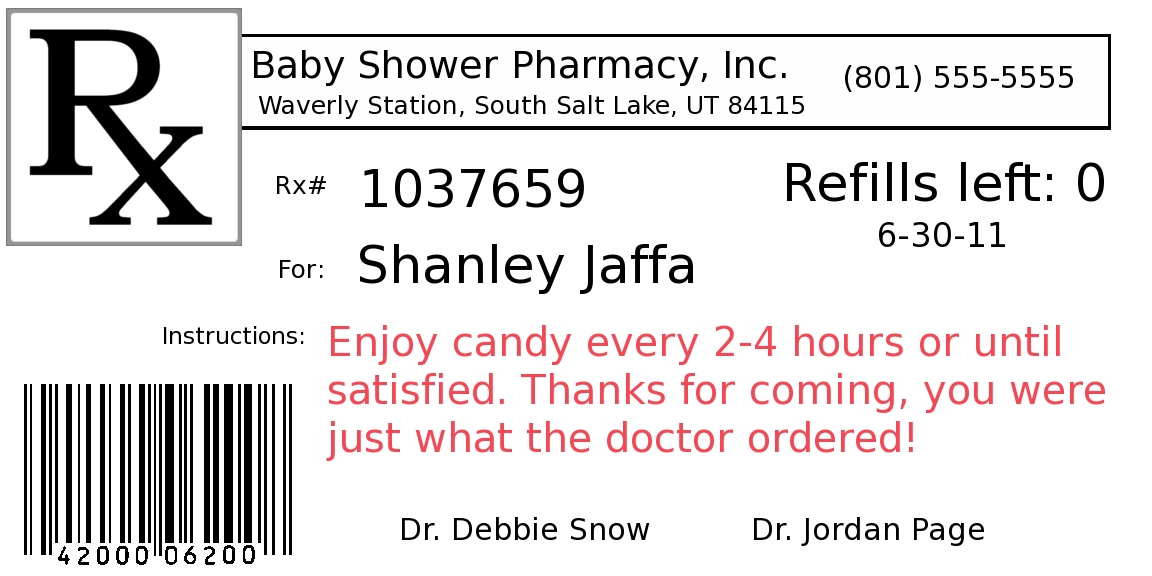 Rx
Baby Shower Pharmacy, Inc.
(801) 555-5555
Waverly Station, South Salt Lake, UT 84115
Rx# 1037659
Refills left: 0
6-30-11
For: Shanley Jaffa
Instructions: Enjoy candy every 2-4 hours or until
satisfied. Thanks for coming, you were
just what the doctor ordered!
Dr. Debbie Snow Dr. Jordan Page
42000 06200